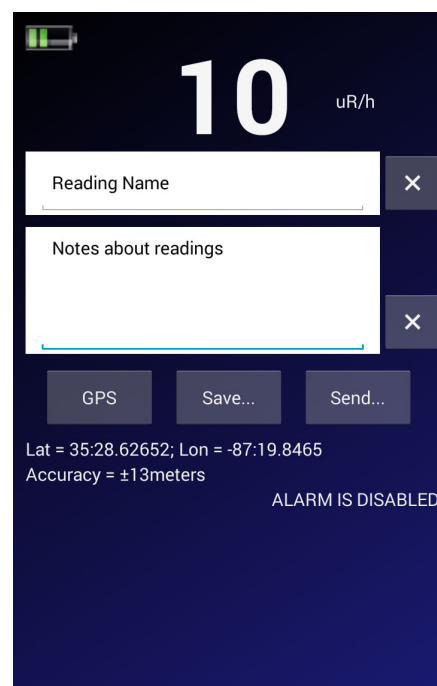 10 uR/h
Reading Name
×
Notes about readings
×
GPS Save... Send...
Lat = 35:28.62652; Lon = -87:19.8465
Accuracy = ±13meters
ALARM IS DISABLED